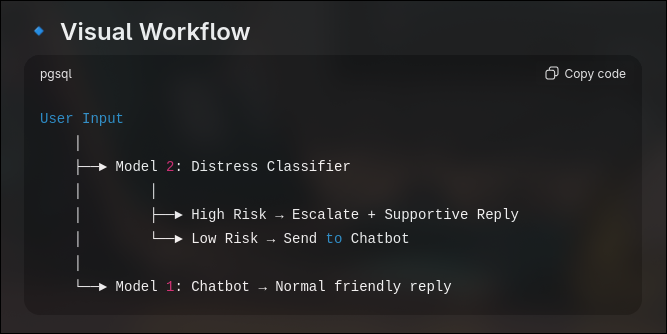 Visual Workflow
pgsql
Copy code
User Input
│
├──► Model 2: Distress Classifier
│        │
│        ├──► High Risk → Escalate + Supportive Reply
│        └──► Low Risk → Send to Chatbot
│
└──► Model 1: Chatbot → Normal friendly reply